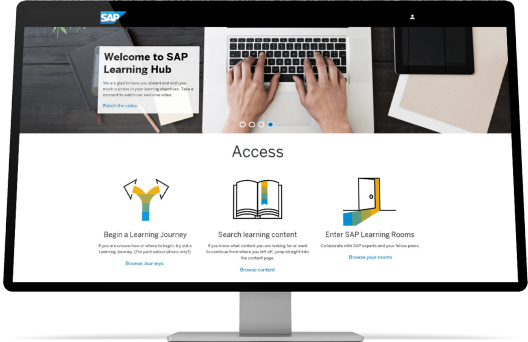 SAP
Welcome to SAP
Learning Hub
We are glad to have you aboard and wish you
much success in your learning objectives. Take a
moment to watch our welcome video.
Watch the video
Access
Begin a Learning Journey
Search learning content
Enter SAP Learning Rooms
If you are unsure how or where to begin, try out a
Learning Journey. (For paid subscriptions only!)
If you know what content you are looking for or want
to continue from where you left off, jump straight into
the content page.
Collaborate with SAP experts and your fellow peers.
Browse Journeys
Browse content
Browse your rooms